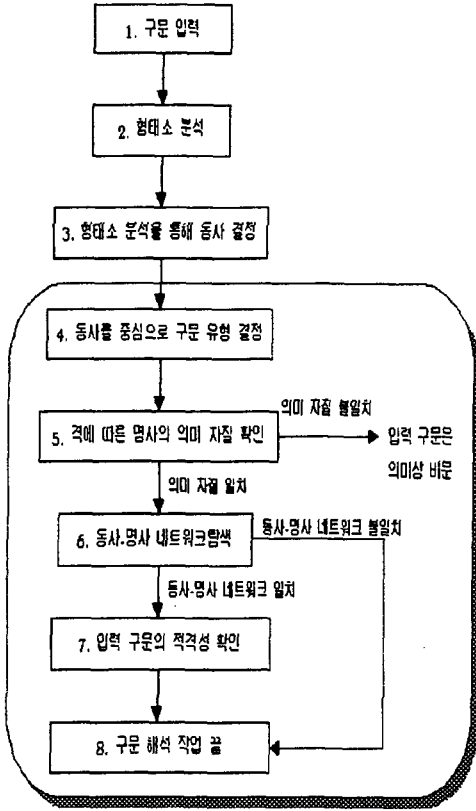 1. 구문 입력
2. 형태소 분석
3. 형태소 분석을 통해 동사 결정
4. 동사를 중심으로 구문 유형 결정
의미 자질 불일치
5. 격에 따른 명사의 의미 자질 확인
입력 구문은
의미상 비문
의미 자질 일치
6. 동사-명사 네트워크탐색
동사-명사 네트워크 불일치
동사-명사 네트워크 일치
7. 입력 구문의 적격성 확인
8. 구문 해석 작업 끝